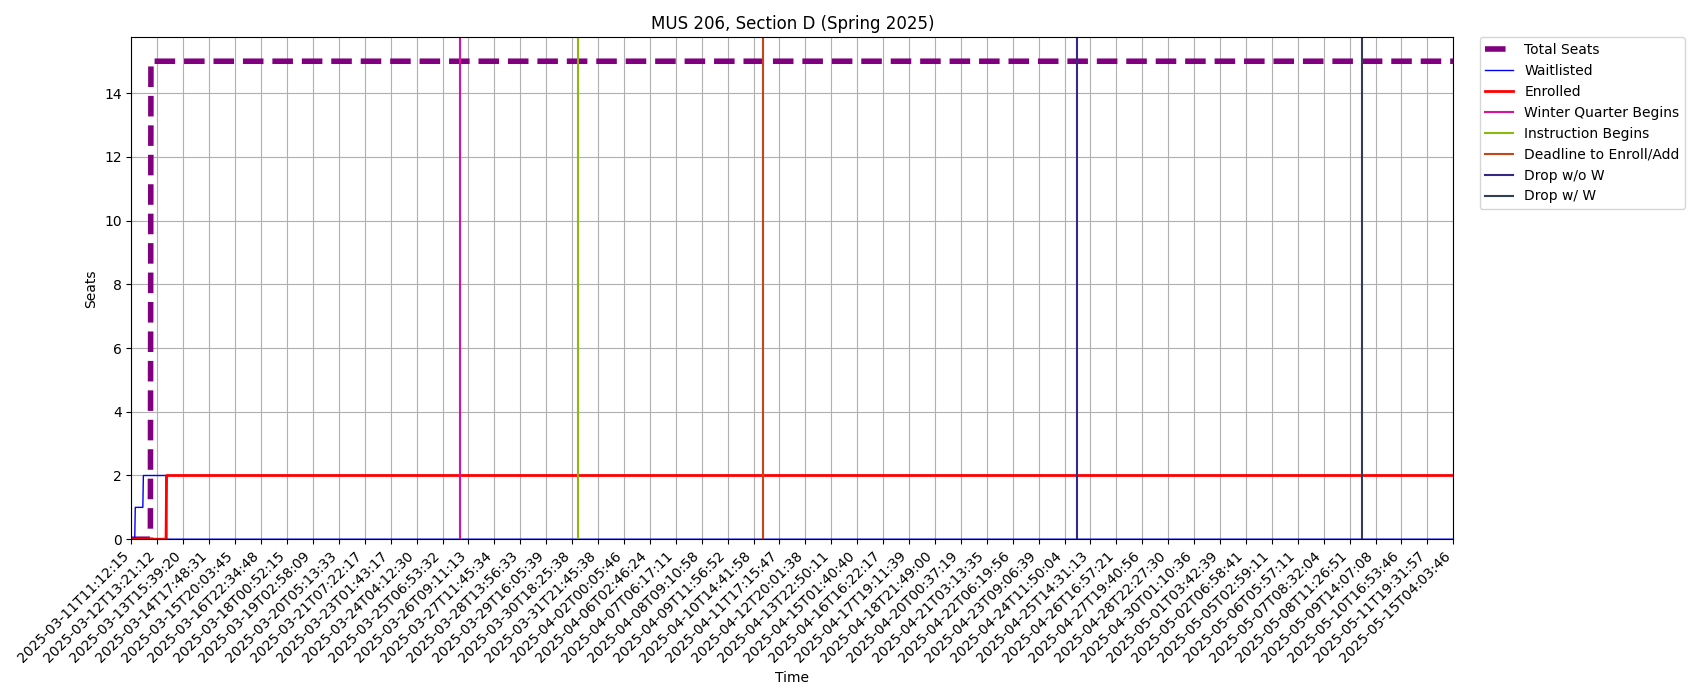 MUS 206, Section D (Spring 2025)
Total Seats
Waitlisted
Enrolled
Winter Quarter Begins
Instruction Begins
Deadline to Enroll/Add
Drop w/o W
Drop w/ W
Seats
14
12
10
8
6
4
2
0
2025-03-11T11:12:15
2025-03-12T13:21:12
2025-03-13T15:39:20
2025-03-14T17:48:31
2025-03-15T20:03:45
2025-03-16T22:34:48
2025-03-18T00:52:15
2025-03-19T02:58:09
2025-03-20T05:13:33
2025-03-21T07:22:17
2025-03-23T01:43:17
2025-03-24T04:12:30
2025-03-25T06:53:32
2025-03-26T09:11:13
2025-03-27T11:45:34
2025-03-28T13:56:33
2025-03-29T16:05:39
2025-03-30T18:25:38
2025-03-31T21:45:38
2025-04-02T00:05:46
2025-04-06T02:46:24
2025-04-07T06:17:11
2025-04-08T09:10:58
2025-04-09T11:56:52
2025-04-10T14:41:58
2025-04-11T17:15:47
2025-04-12T20:01:38
2025-04-13T22:50:11
2025-04-15T01:40:40
2025-04-16T16:22:17
2025-04-17T19:11:39
2025-04-18T21:49:00
2025-04-20T00:37:19
2025-04-21T03:13:35
2025-04-22T06:19:56
2025-04-23T09:06:39
2025-04-24T11:50:04
2025-04-25T14:31:13
2025-04-26T16:57:21
2025-04-27T19:40:56
2025-04-28T22:27:30
2025-04-30T01:10:36
2025-05-01T03:42:39
2025-05-02T06:58:41
2025-05-05T02:59:11
2025-05-06T05:57:11
2025-05-07T08:32:04
2025-05-08T11:26:51
2025-05-09T14:07:08
2025-05-10T16:53:46
2025-05-11T19:31:57
2025-05-15T04:03:46
Time